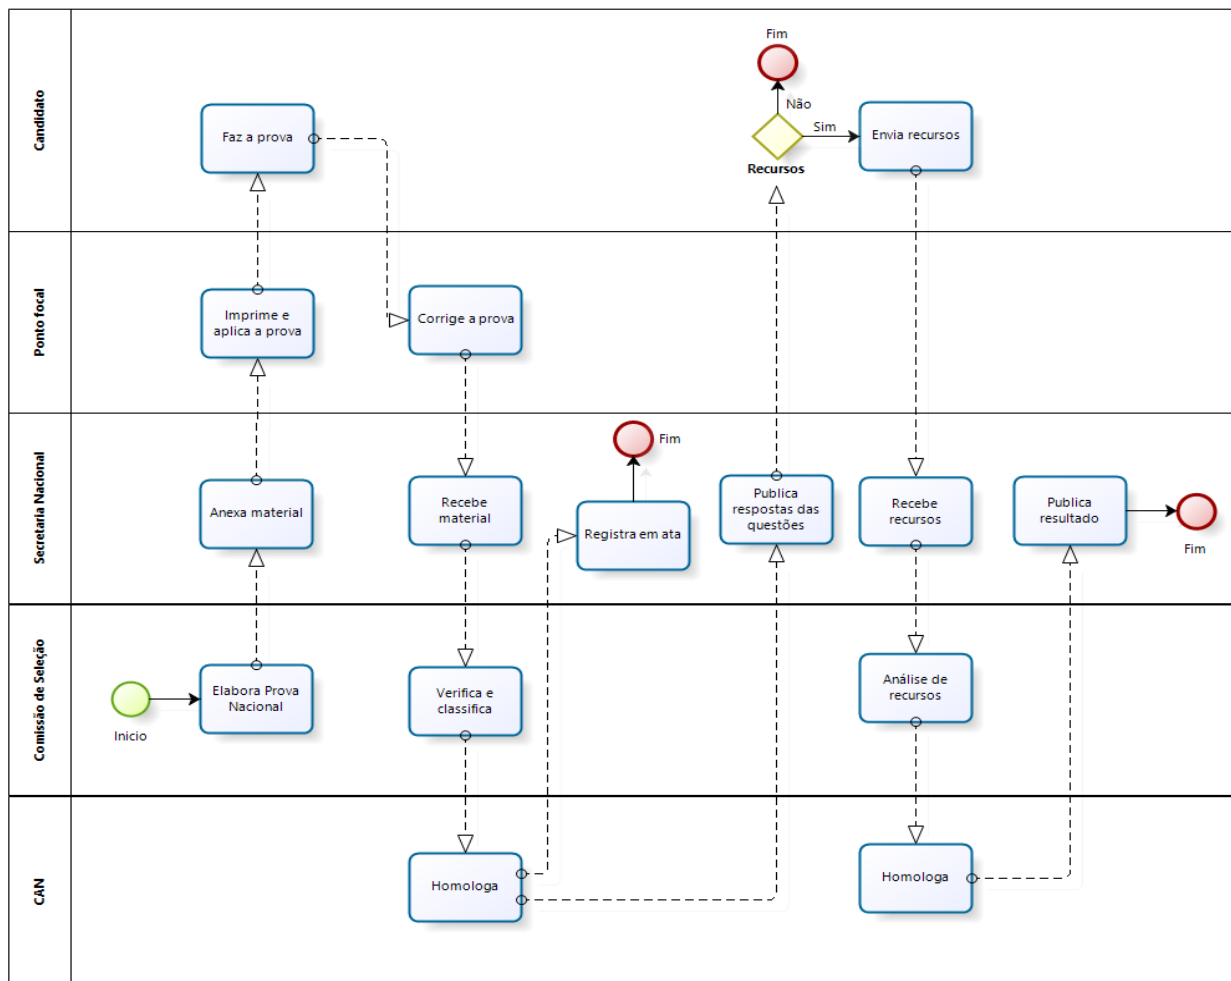 Candidato
Fim
Não
Sim
Faz a prova
Envia recursos
Recursos
Ponto focal
Imprime e
aplica a prova
Corrige a prova
Secretaria Nacional
Fim
Anexa material
Recebe
material
Registra em ata
Publica
respostas das
questões
Recebe
recursos
Publica
resultado
Fim
Comissão de Seleção
Inicio
Elabora Prova
Nacional
Verifica e
classifica
Análise de
recursos
CAN
Homologa
Homologa